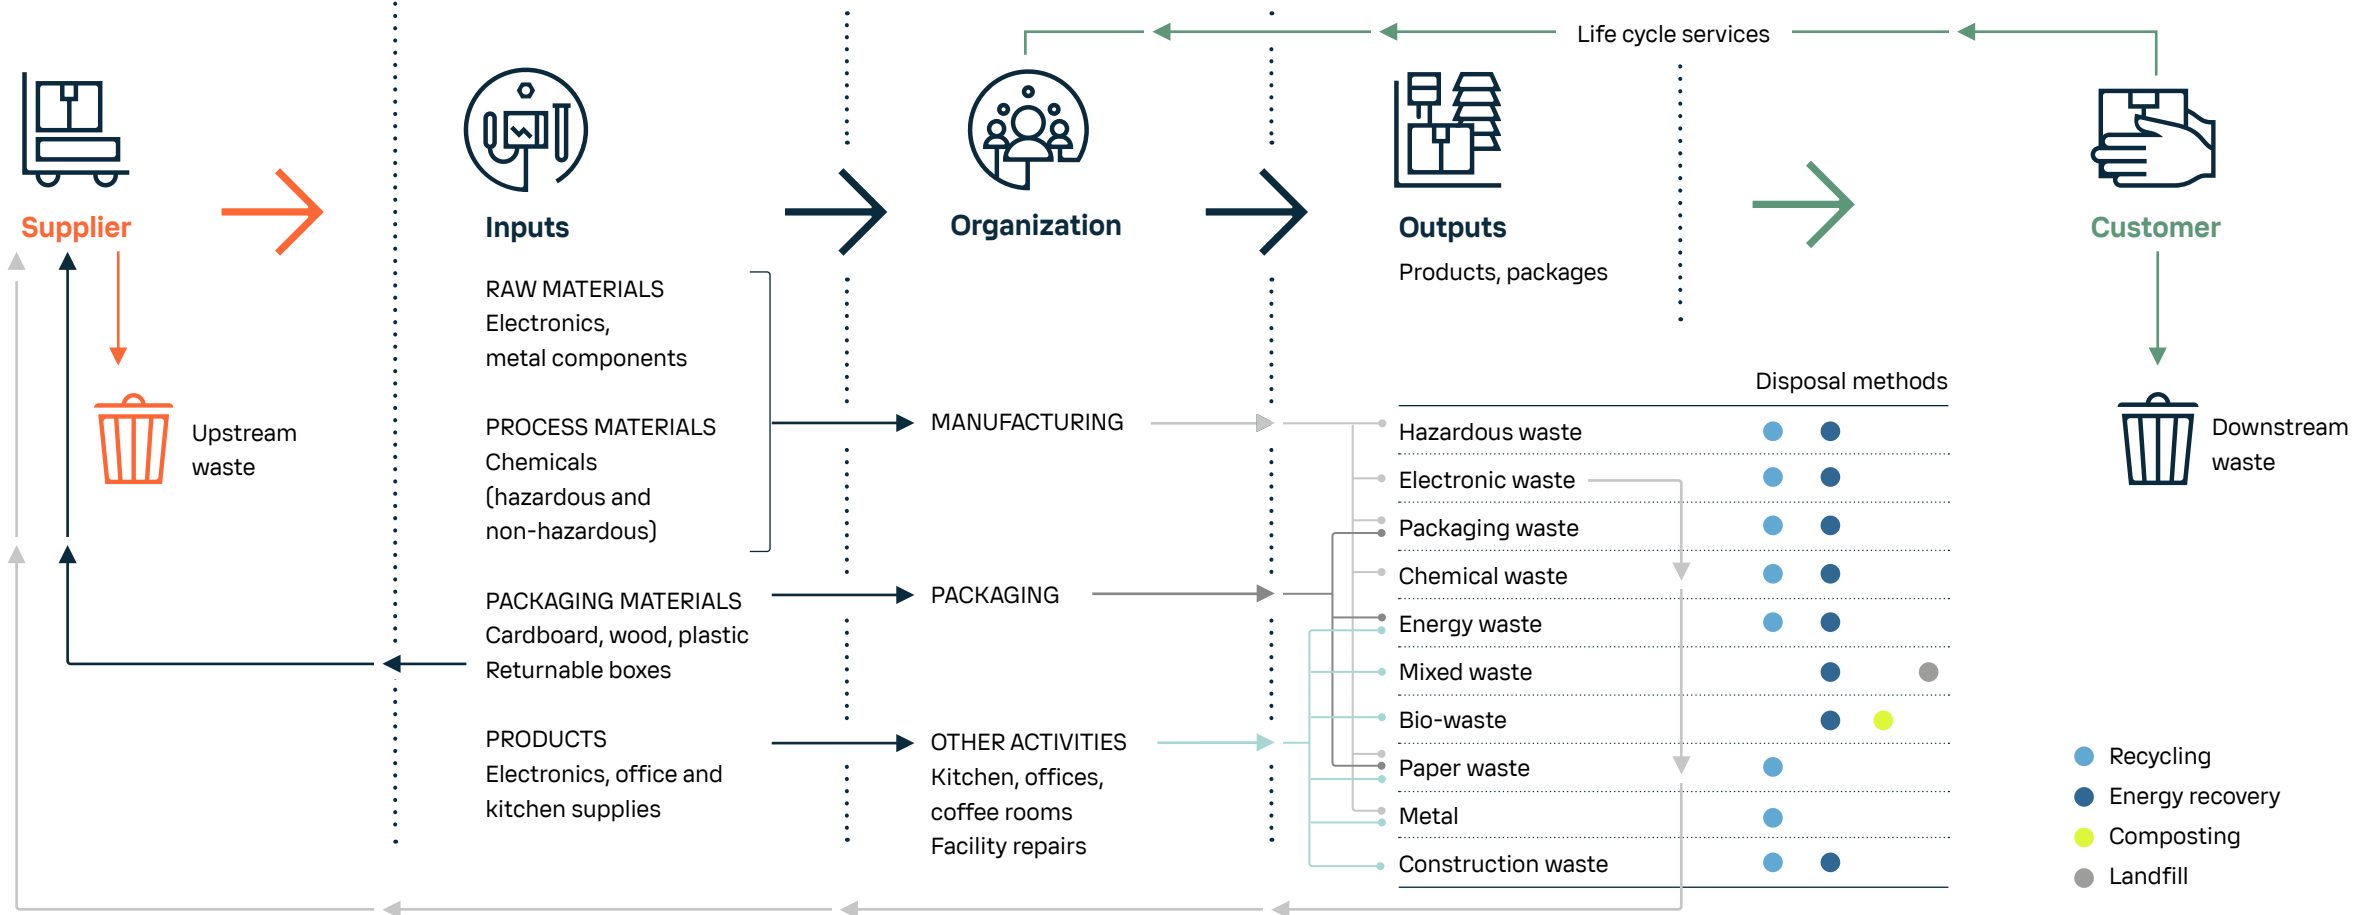 Life cycle services
Supplier
Upstream
waste
Inputs
RAW MATERIALS
Electronics,
metal components
PROCESS MATERIALS
Chemicals
(hazardous and
non-hazardous)
PACKAGING MATERIALS
Cardboard, wood, plastic
Returnable boxes
PRODUCTS
Electronics, office and
kitchen supplies
Organization
MANUFACTURING
PACKAGING
OTHER ACTIVITIES
Kitchen, offices,
coffee rooms
Facility repairs
Outputs
Products, packages
Disposal methods
Hazardous waste
Electronic waste
Packaging waste
Chemical waste
Energy waste
Mixed waste
Bio-waste
Paper waste
Metal
Construction waste
Customer
Downstream
waste
Recycling
Energy recovery
Composting
Landfill